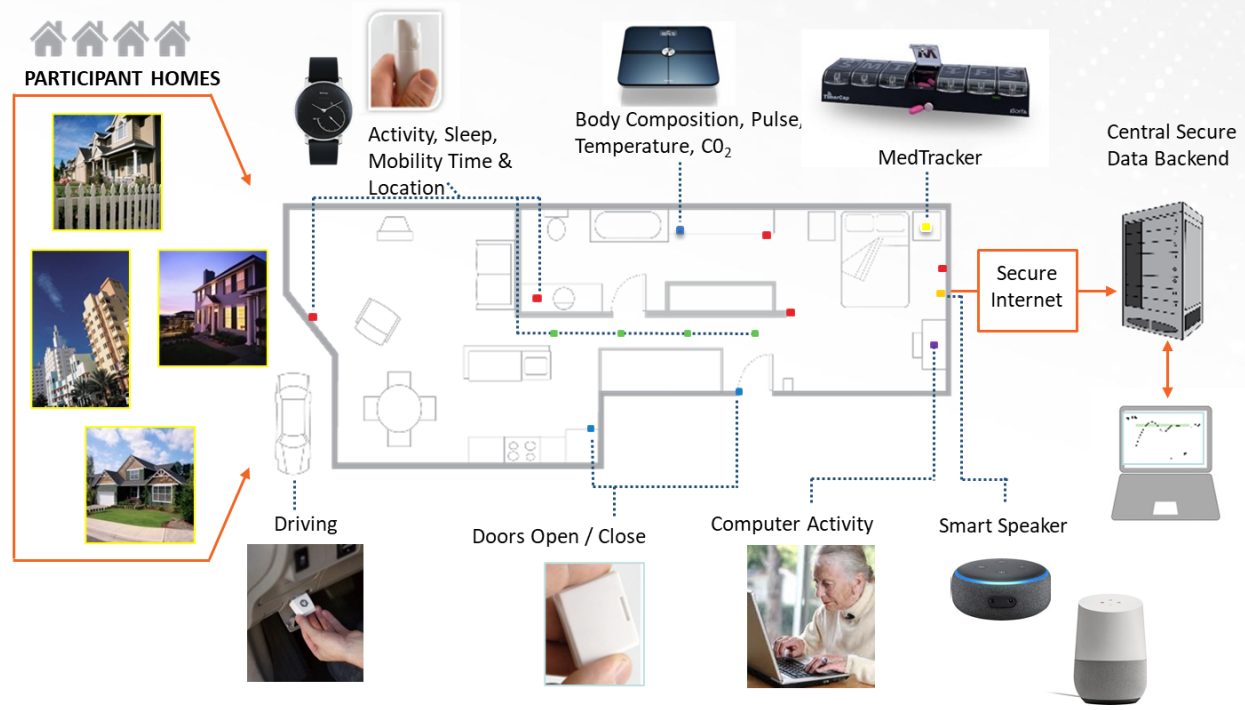 PARTICIPANT HOMES
Activity, Sleep,
Mobility Time &
Location
Body Composition, Pulse,
Temperature, C0₂
MedTracker
S M T F S
TimerCap
Central Secure
Data Backend
Secure
Internet
Driving
Doors Open / Close
Computer Activity
Smart Speaker